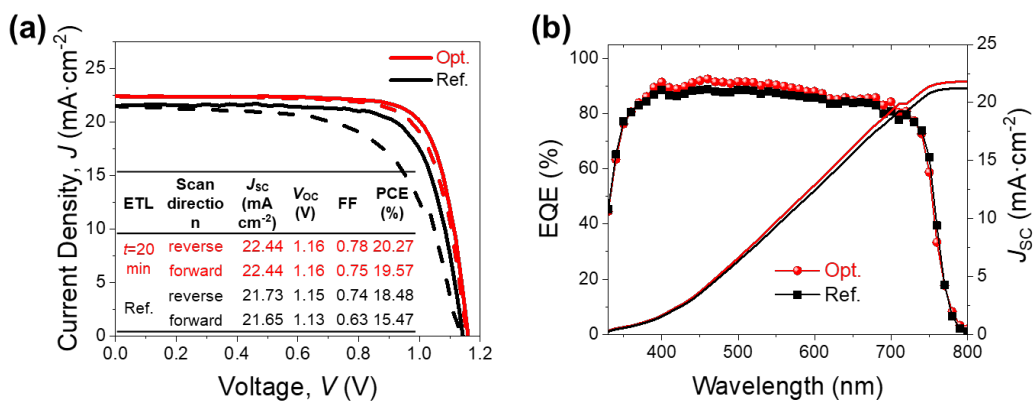 (a)
Current Density, J (mA·cm-2)
25
20
15
10
5
0
Opt.
Ref.
ETL Scan directio n JSC (mA cm-2) VOC (V) FF PCE (%)
t=20 min reverse 22.44 1.16 0.78 20.27
forward 22.44 1.16 0.75 19.57
Ref. reverse 21.73 1.15 0.74 18.48
forward 21.65 1.13 0.63 15.47
0.0 0.2 0.4 0.6 0.8 1.0 1.2
Voltage, V (V)
(b)
EQE (%)
100
80
60
40
20
0
Opt.
Ref.
25
20
15
10
5
0
JSC (mA·cm-2)
400 500 600 700 800
Wavelength (nm)